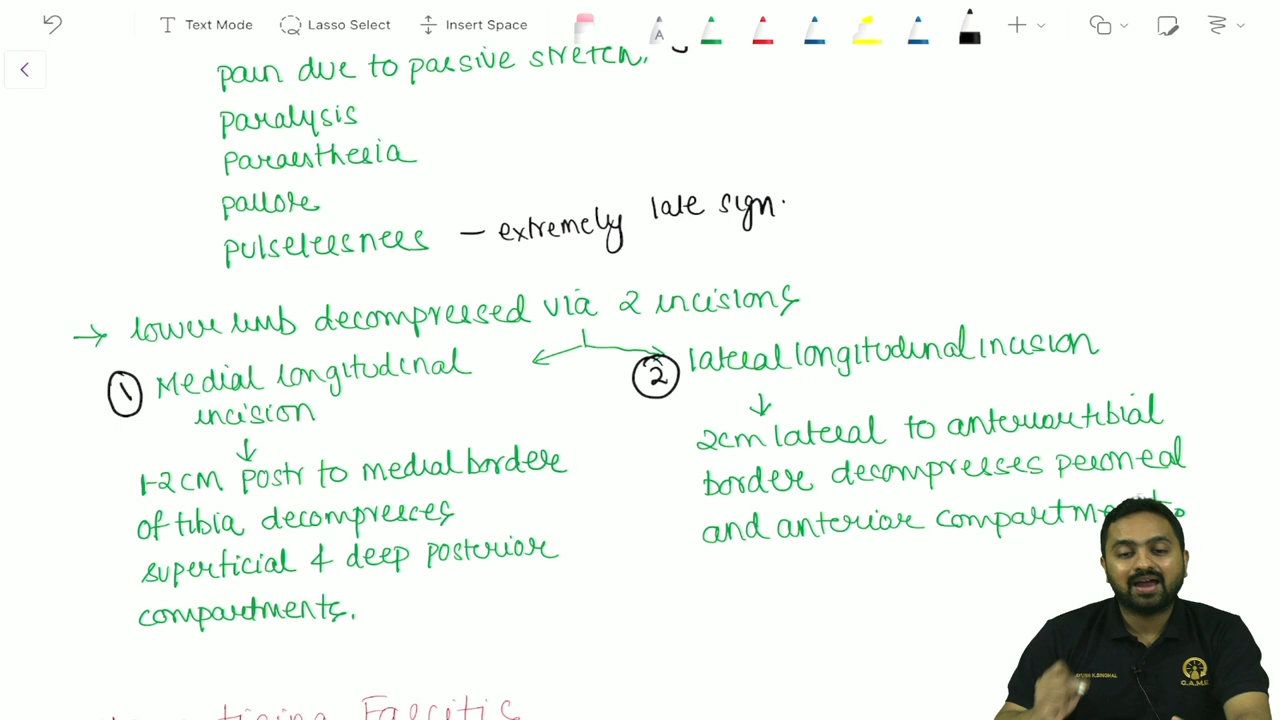 Text Mode
Lasso Select
Insert Space
A
pain due to passive stretch.
paralysis
paraesthesia
pallore
pulselessness – extremely late sign.
→ lower limb decompressed via 2 incisions
① Medial longitudinal
incision
1-2cm postr to medial border
of tibia decompresses
superficial & deep posterior
compartments.
② lateral longitudinal incision
2cm lateral to anterior tibial
border decompresses peroneal
and anterior
Fascitis
C.A.M.E